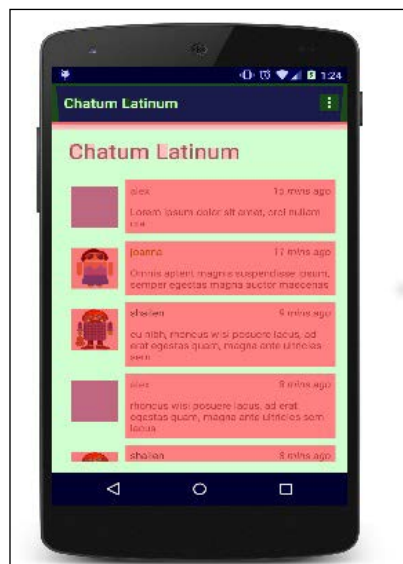 1:24
Chatum Latinum
Chatum Latinum
alex 15 mins ago
Lorem ipsum dolor sit amet, orci nullam
cra
joanna 11 mins ago
Omnis aptent magnis suspendisse ipsum,
semper egestas magna auctor maecenas
shailen 9 mins ago
eu nibh, rhoncus wisi posuere lacus, ad
erat egestas quam, magna ante ultricies
sem
alex 8 mins ago
rhoncus wisi posuere lacus, ad erat
egestas quam, magna ante ultricies sem
lacus
shailen 8 mins ago